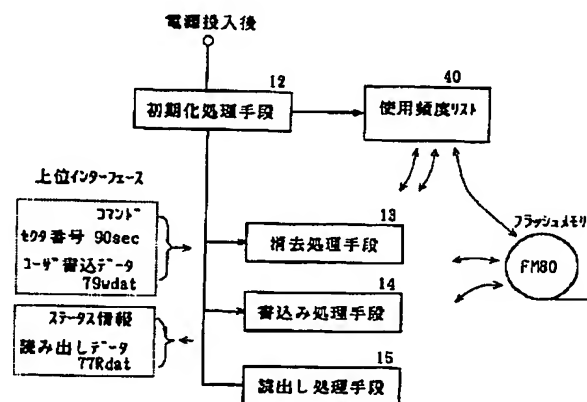 電源投入後
12
初期化処理手段
40
使用頻度リスト
上位インターフェース
コマンド
セクタ番号 90sec
ユーザ書込データ
79wdat
ステータス情報
読み出しデータ
77Rdat
13
消去処理手段
14
書込み処理手段
15
読出し処理手段
フラッシュメモリ
FM80